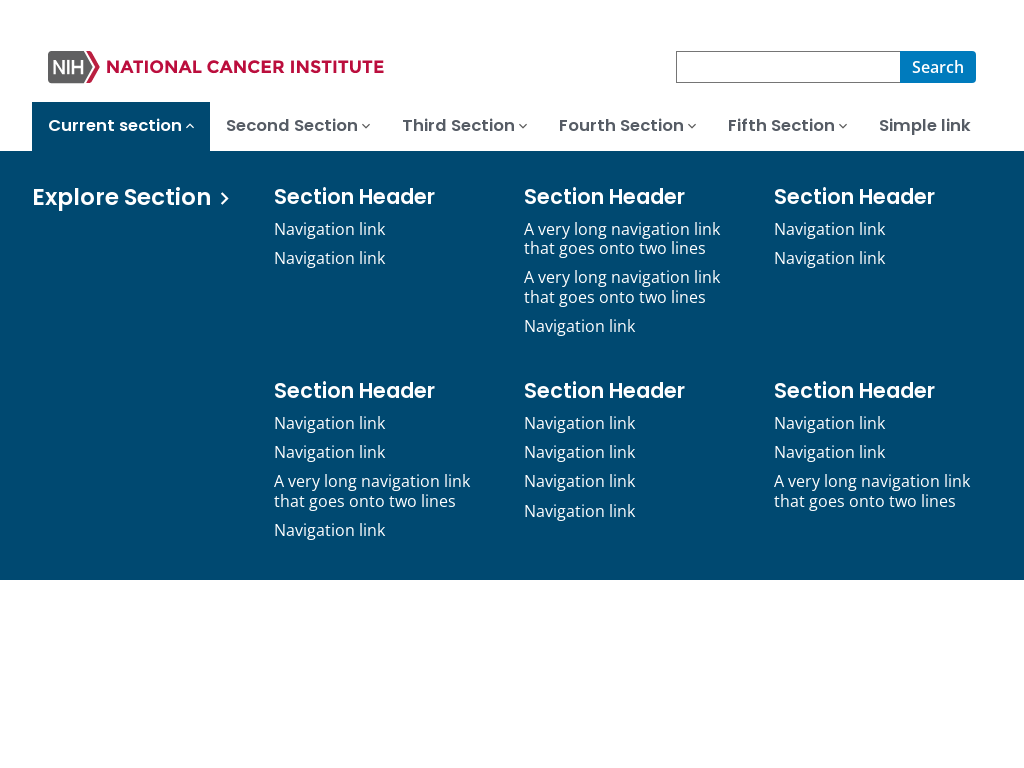 NIH NATIONAL CANCER INSTITUTE
Search
Current section
Second Section
Third Section
Fourth Section
Fifth Section
Simple link
Explore Section
Section Header
Navigation link
Navigation link
Section Header
A very long navigation link
that goes onto two lines
A very long navigation link
that goes onto two lines
Navigation link
Section Header
Navigation link
Navigation link
Section Header
Navigation link
Navigation link
A very long navigation link
that goes onto two lines
Navigation link
Section Header
Navigation link
Navigation link
Navigation link
Navigation link
Section Header
Navigation link
Navigation link
A very long navigation link
that goes onto two lines